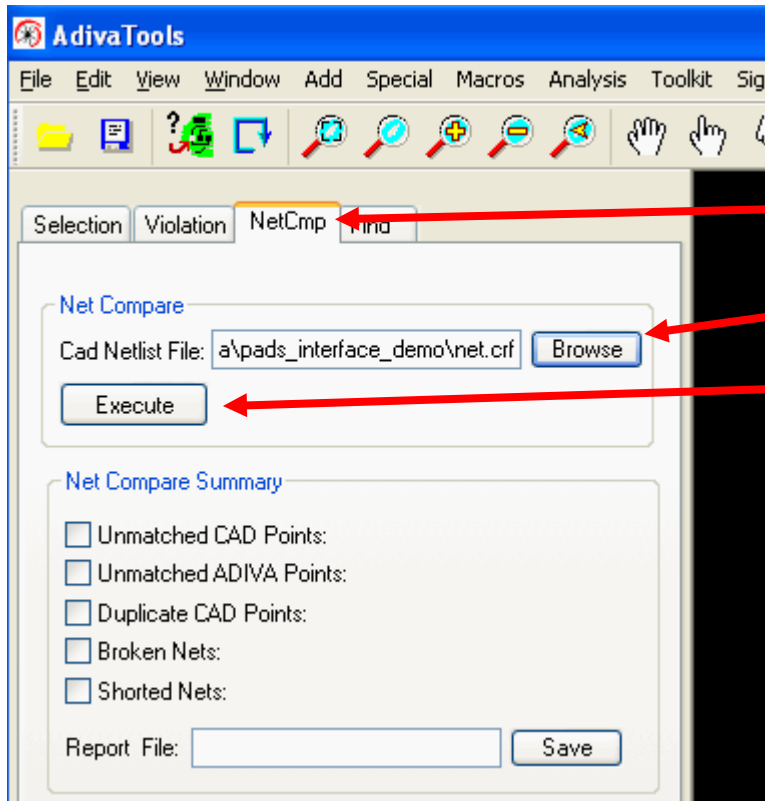 AdivaTools
File Edit View Window Add Special Macros Analysis Toolkit Sig
?
Selection Violation NetCmp Find
Net Compare
Cad Netlist File: a\pads_interface_demo\net.crf Browse
Execute
Net Compare Summary
Unmatched CAD Points:
Unmatched ADIVA Points:
Duplicate CAD Points:
Broken Nets:
Shorted Nets:
Report File: Save